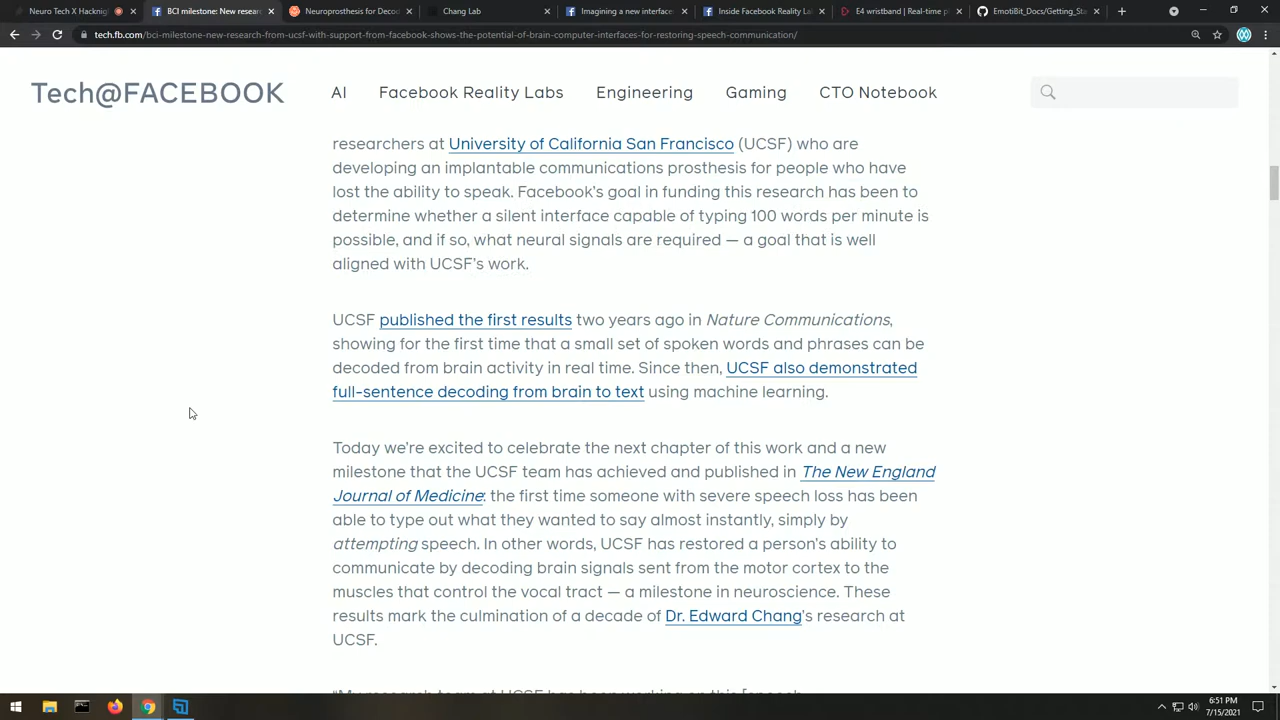 Neuro Tech X Hacknig
BCI milestone: New resear
Neuroprosthesis for Decod
Chang Lab
Imagining a new interface
Inside Facebook Reality Lab
E4 wristband | Real-time p
EmotiBit_Docs/Getting_Sta
tech.fb.com/bci-milestone-new-research-from-ucsf-with-support-from-facebook-shows-the-potential-of-brain-computer-interfaces-for-restoring-speech-communication/
Tech@FACEBOOK
AI
Facebook Reality Labs
Engineering
Gaming
CTO Notebook
researchers at University of California San Francisco (UCSF) who are
developing an implantable communications prosthesis for people who have
lost the ability to speak. Facebook's goal in funding this research has been to
determine whether a silent interface capable of typing 100 words per minute is
possible, and if so, what neural signals are required — a goal that is well
aligned with UCSF's work.
UCSF published the first results two years ago in Nature Communications,
showing for the first time that a small set of spoken words and phrases can be
decoded from brain activity in real time. Since then, UCSF also demonstrated
full-sentence decoding from brain to text using machine learning.
Today we're excited to celebrate the next chapter of this work and a new
milestone that the UCSF team has achieved and published in The New England
Journal of Medicine: the first time someone with severe speech loss has been
able to type out what they wanted to say almost instantly, simply by
attempting speech. In other words, UCSF has restored a person's ability to
communicate by decoding brain signals sent from the motor cortex to the
muscles that control the vocal tract — a milestone in neuroscience. These
results mark the culmination of a decade of Dr. Edward Chang's research at
UCSF.
"My research team at UCSF has been working on this [speech
6:51 PM
7/15/2021